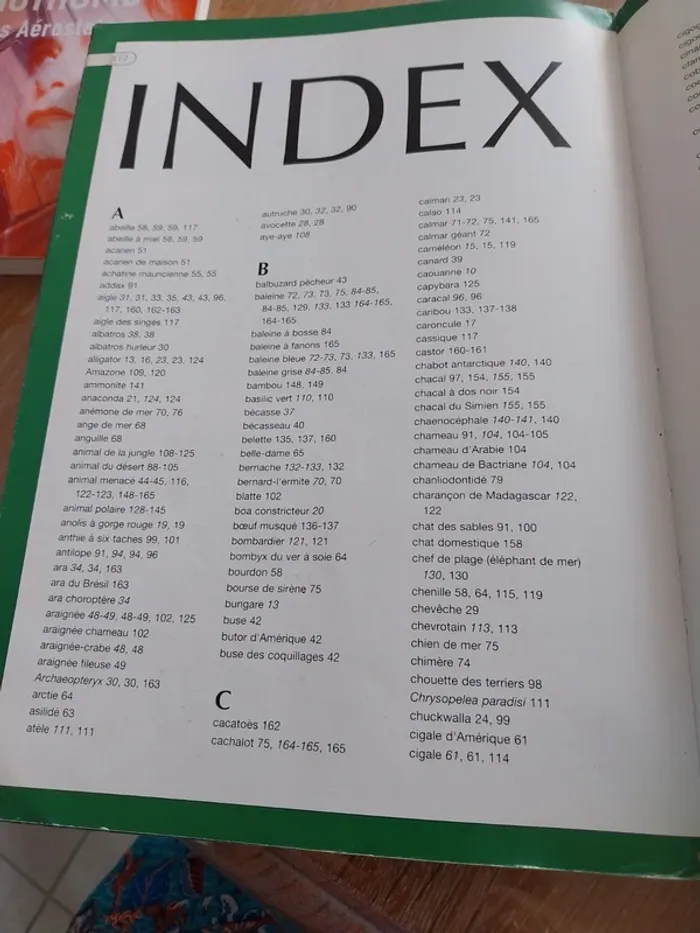 s Aérosta
INDEX
A
abeille 58, 59, 59, 117
abeille à miel 58, 59, 59
acarien 51
acarien de maison 51
achatine mauricienne 55, 55
addax 91
aigle 31, 31, 33, 35, 43, 43, 96,
117, 160, 162-163
aigle des singes 117
albatros 38, 38
albatros hurleur 30
alligator 13, 16, 23, 23, 124
Amazone 109, 120
ammonite 141
anaconda 21, 124, 124
anémone de mer 70, 76
ange de mer 68
anguille 68
animal de la jungle 108-125
animal du désert 88-105
animal menacé 44-45, 116,
122-123, 148-165
animal polaire 128-145
anolis à gorge rouge 19, 19
anthie à six taches 99, 101
antilope 91, 94, 94, 96
ara 34, 34, 163
ara du Brésil 163
ara choroptère 34
araignée 48-49, 48-49, 102, 125
araignée chameau 102
araignée-crabe 48, 48
araignée fileuse 49
Archaeopteryx 30, 30, 163
arctie 64
asilidé 63
atèle 111, 111
autruche 30, 32, 32, 90
avocette 28, 28
aye-aye 108
B
balbuzard pêcheur 43
baleine 72, 73, 73, 75, 84-85,
84-85, 129, 133, 133 164-165,
164-165
baleine à bosse 84
baleine à fanons 165
baleine bleue 72-73, 73, 133, 165
baleine grise 84-85, 84
bambou 148, 149
basilic vert 110, 110
bécasse 37
bécasseau 40
belette 135, 137, 160
belle-dame 65
bernache 132-133, 132
bernard-l'ermite 70, 70
blatte 102
boa constricteur 20
bœuf musqué 136-137
bombardier 121, 121
bombyx du ver à soie 64
bourdon 58
bourse de sirène 75
bungare 13
buse 42
butor d'Amérique 42
buse des coquillages 42
C
cacatoès 162
cachalot 75, 164-165, 165
caïman 23, 23
calao 114
calmar 71-72, 75, 141, 165
calmar géant 72
caméléon 15, 15, 119
canard 39
caouanne 10
capybara 125
caracal 96, 96
caribou 133, 137-138
caroncule 17
cassique 117
castor 160-161
chabot antarctique 140, 140
chacal 97, 154, 155, 155
chacal à dos noir 154
chacal du Simien 155, 155
chaenocéphale 140-141, 140
chameau 91, 104, 104-105
chameau d'Arabie 104
chameau de Bactriane 104, 104
chanliodontidé 79
charançon de Madagascar 122,
122
chat des sables 91, 100
chat domestique 158
chef de plage (éléphant de mer)
130, 130
chenille 58, 64, 115, 119
chevêche 29
chevrotain 113, 113
chien de mer 75
chimère 74
chouette des terriers 98
Chrysopelea paradisi 111
chuckwalla 24, 99
cigale d'Amérique 61
cigale 61, 61, 114